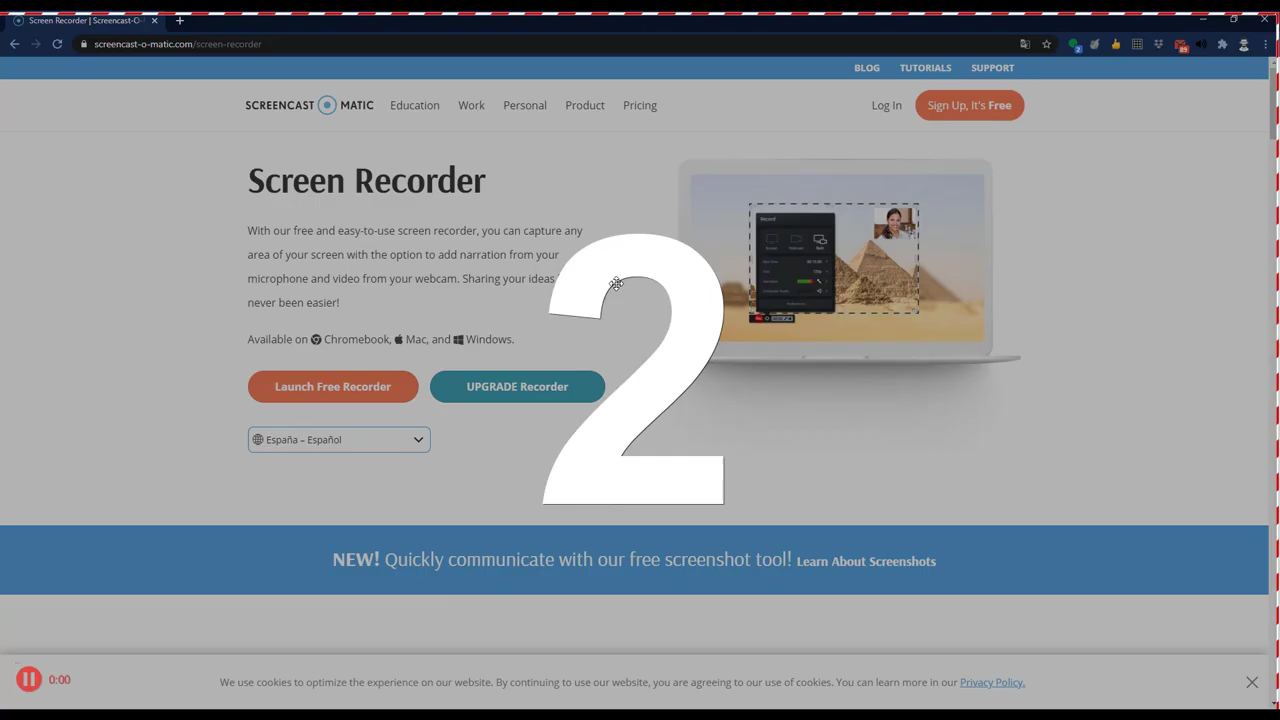 Screen Recorder | Screencast-O-
screencast-o-matic.com/screen-recorder
2
89
BLOG TUTORIALS SUPPORT
SCREENCAST MATIC Education Work Personal Product Pricing Log In Sign Up, It's Free
Screen Recorder
With our free and easy-to-use screen recorder, you can capture any
area of your screen with the option to add narration from your
microphone and video from your webcam. Sharing your ideas
never been easier!
Available on Chromebook, Mac, and Windows.
Launch Free Recorder UPGRADE Recorder
España – Español
Record
2
NEW! Quickly communicate with our free screenshot tool! Learn About Screenshots
0:00
We use cookies to optimize the experience on our website. By continuing to use our website, you are agreeing to our use of cookies. You can learn more in our Privacy Policy.